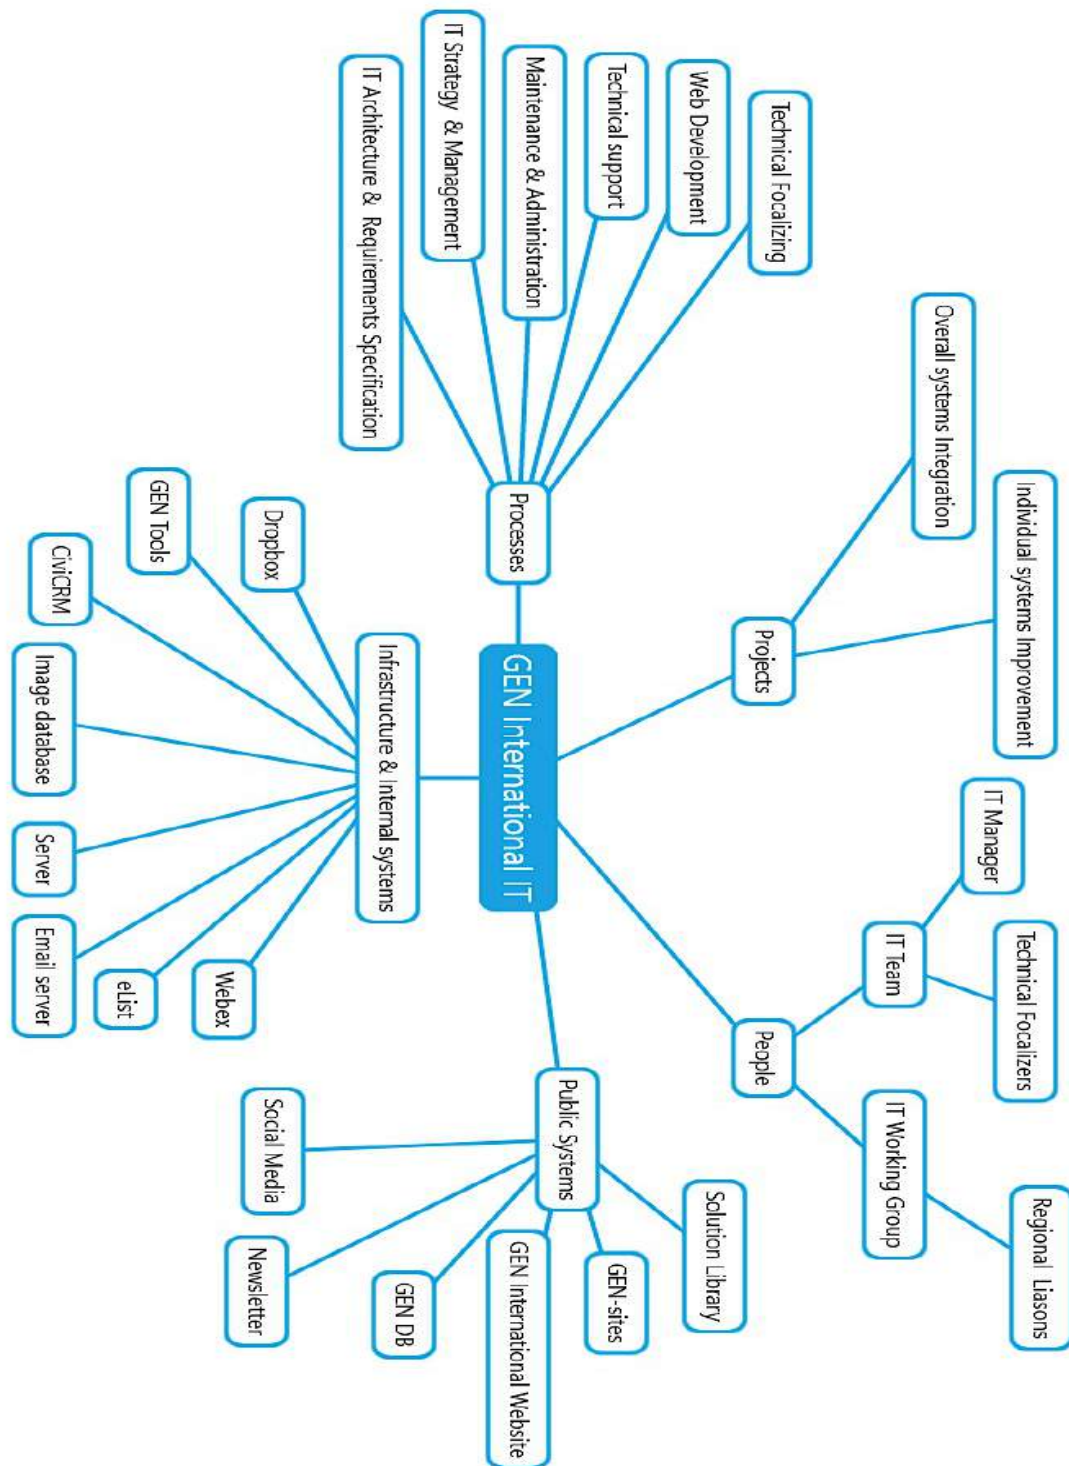 Individual systems Improvement
Overall systems Integration
Projects
IT Manager
Technical Focalizers
IT Team
Regional Liasons
IT Working Group
People
Technical Focalizing
Web Development
Technical support
Maintenance & Administration
IT Strategy & Management
IT Architecture & Requirements Specification
Processes
GEN International IT
Solution Library
GEN-sites
Public Systems
GEN International Website
GEN DB
Newsletter
Social Media
Infrastructure & Internal systems
Dropbox
GEN Tools
CiviCRM
Image database
Server
Email server
eList
Webex